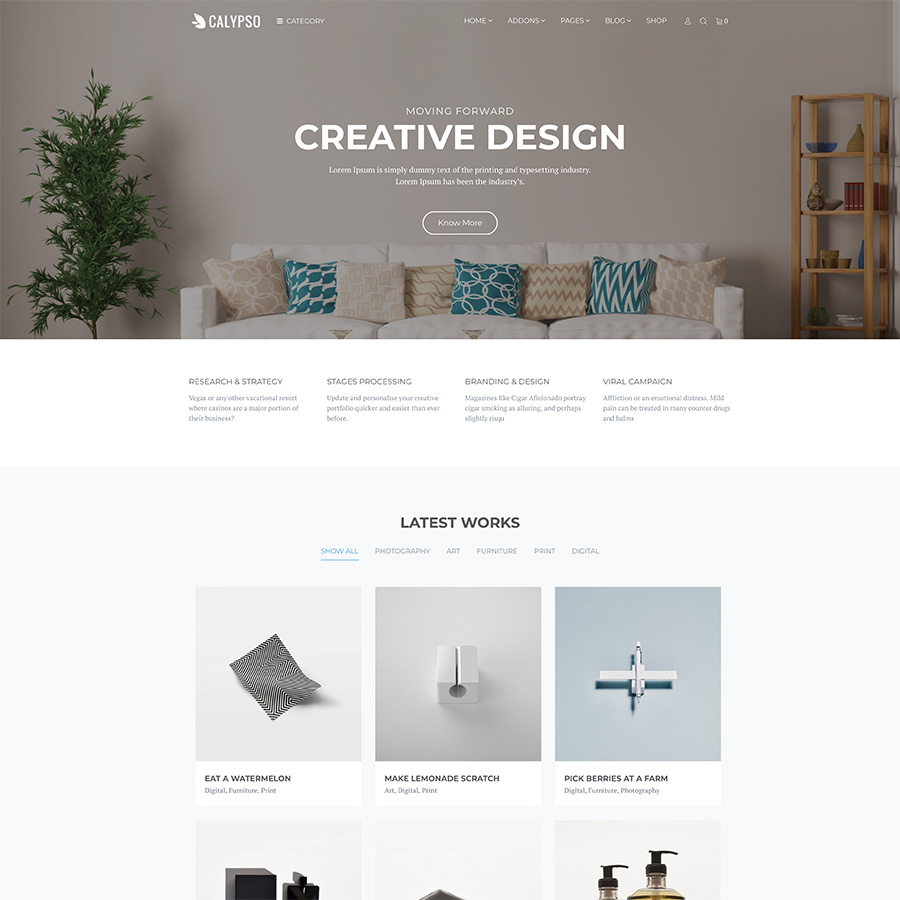 CALYPSO
CATEGORY
HOME ADDONS PAGES BLOG SHOP 0
MOVING FORWARD
CREATIVE DESIGN
Lorem Ipsum is simply dummy text of the printing and typesetting industry.
Lorem Ipsum has been the industry's.
Know More
RESEARCH & STRATEGY
Vegas or any other vacational resort
where casinos are a major portion of
their business?
STAGES PROCESSING
Update and personalise your creative
portfolio quicker and easier than ever
before.
BRANDING & DESIGN
Magazines like Cigar Aficionado portray
cigar smoking as alluring, and perhaps
slightly risqu
VIRAL CAMPAIGN
Affliction or an emotional distress. Mild
pain can be treated in many counter drugs
and balms
LATEST WORKS
SHOW ALL PHOTOGRAPHY ART FURNITURE PRINT DIGITAL
EAT A WATERMELON
Digital, Furniture, Print
MAKE LEMONADE SCRATCH
Art, Digital, Print
PICK BERRIES AT A FARM
Digital, Furniture, Photography